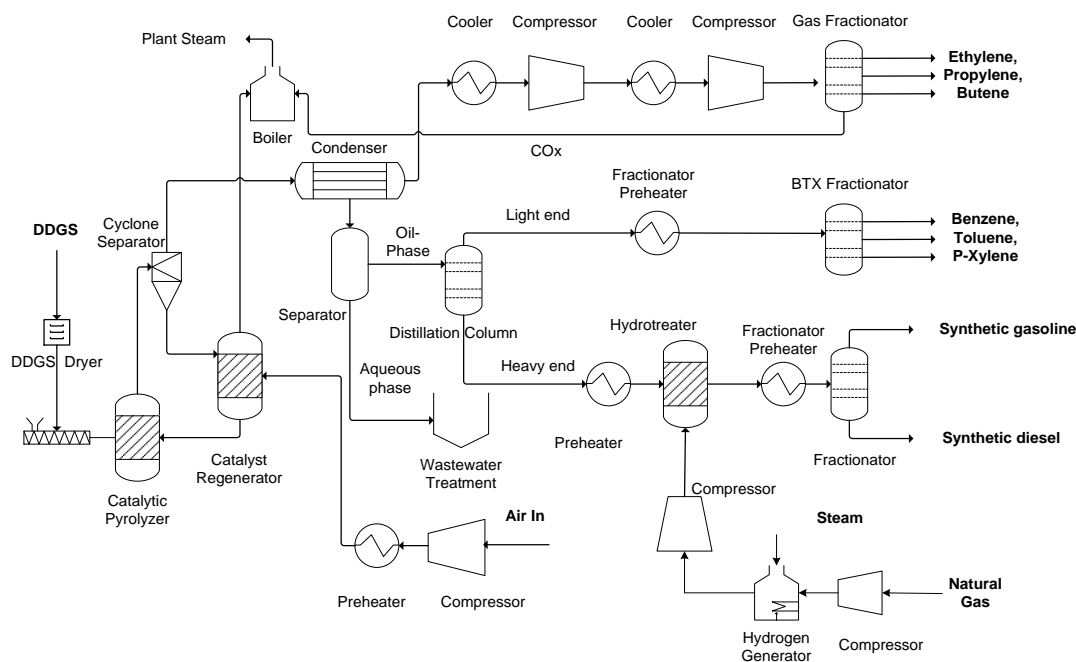 Cooler
Compressor
Cooler
Compressor
Gas Fractionator
Plant Steam
Ethylene,
Propylene,
Butene
Boiler
Condenser
COx
Fractionator
Preheater
BTX Fractionator
Light end
Benzene,
Toluene,
P-Xylene
DDGS
Cyclone
Separator
Oil-
Phase
Separator
Distillation Column
Hydrotreater
Fractionator
Preheater
Synthetic gasoline
DDGS Dryer
Aqueous
phase
Heavy end
Preheater
Synthetic diesel
Fractionator
Catalyst
Regenerator
Wastewater
Treatment
Catalytic
Pyrolyzer
Compressor
Air In
Steam
Preheater
Compressor
Natural
Gas
Hydrogen
Generator
Compressor